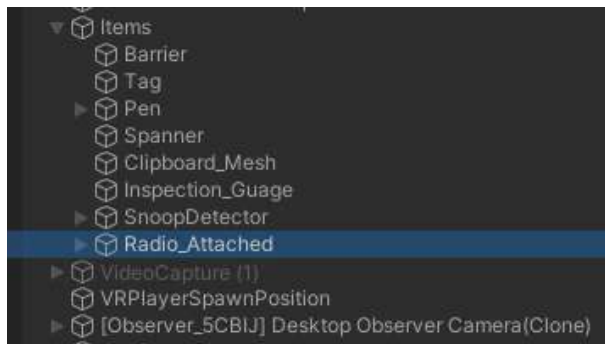 Items
Barrier
Tag
Pen
Spanner
Clipboard_Mesh
Inspection_Guage
SnoopDetector
Radio_Attached
VideoCapture (1)
VRPlayerSpawnPosition
[Observer_5CBIJ] Desktop Observer Camera(Clone)